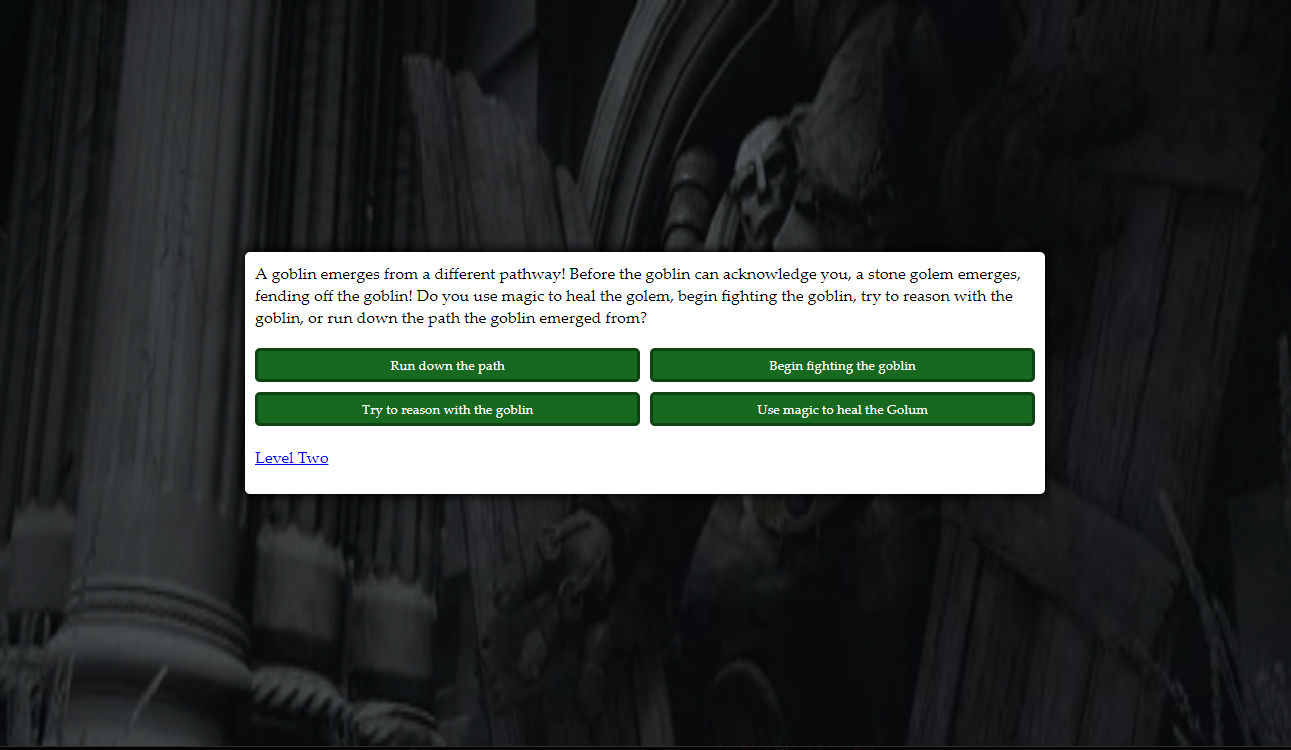 A goblin emerges from a different pathway! Before the goblin can acknowledge you, a stone golem emerges,
fending off the goblin! Do you use magic to heal the golem, begin fighting the goblin, try to reason with the
goblin, or run down the path the goblin emerged from?
Run down the path
Begin fighting the goblin
Try to reason with the goblin
Use magic to heal the Golum
Level Two